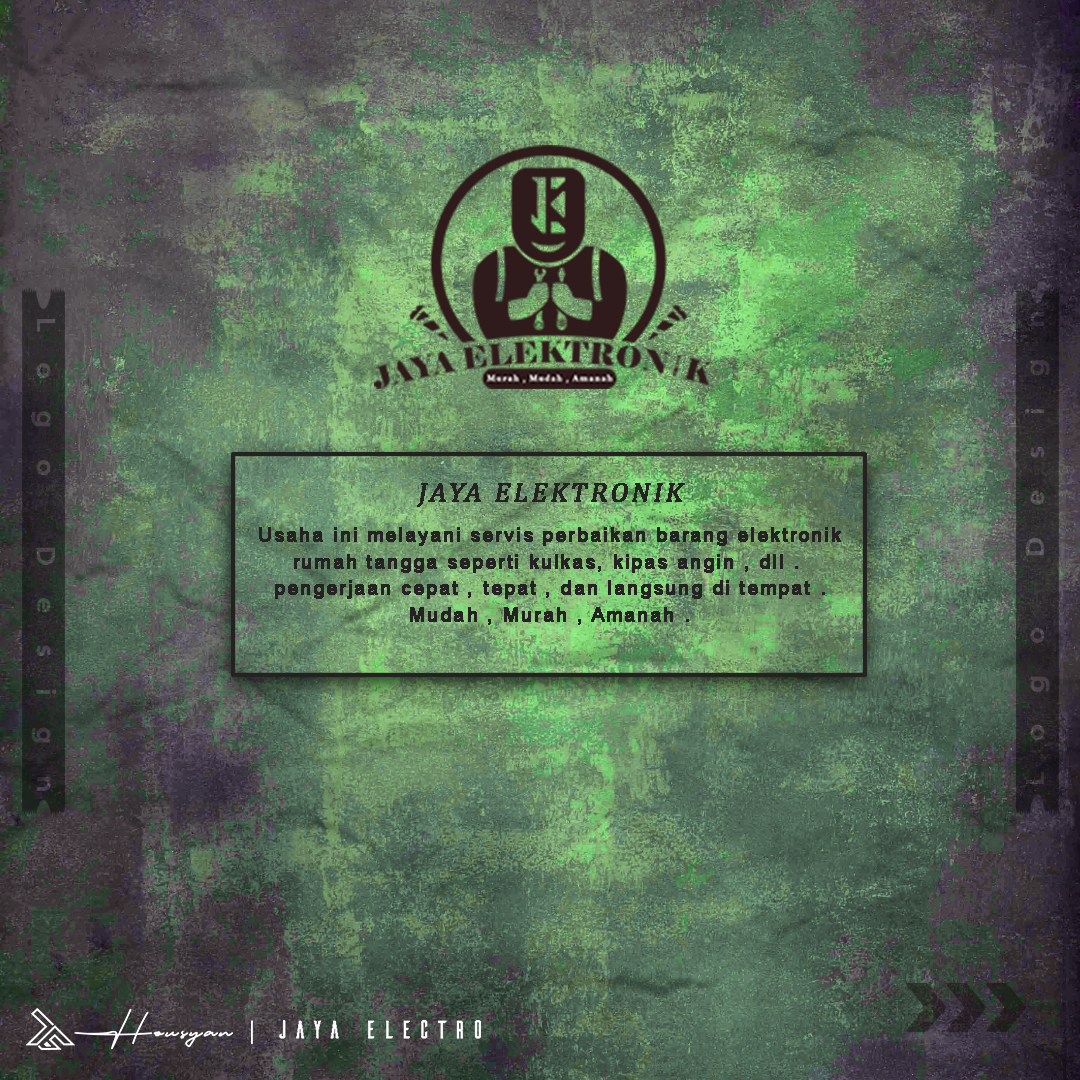 JAYA ELEKTRONIK
Murah , Mudah , Amanah
Logo Design
Logo Design
JAYA ELEKTRONIK
Usaha ini melayani servis perbaikan barang elektronik
rumah tangga seperti kulkas, kipas angin , dll .
pengerjaan cepat , tepat , dan langsung di tempat .
Mudah , Murah , Amanah .
Housyan | JAYA ELECTRO